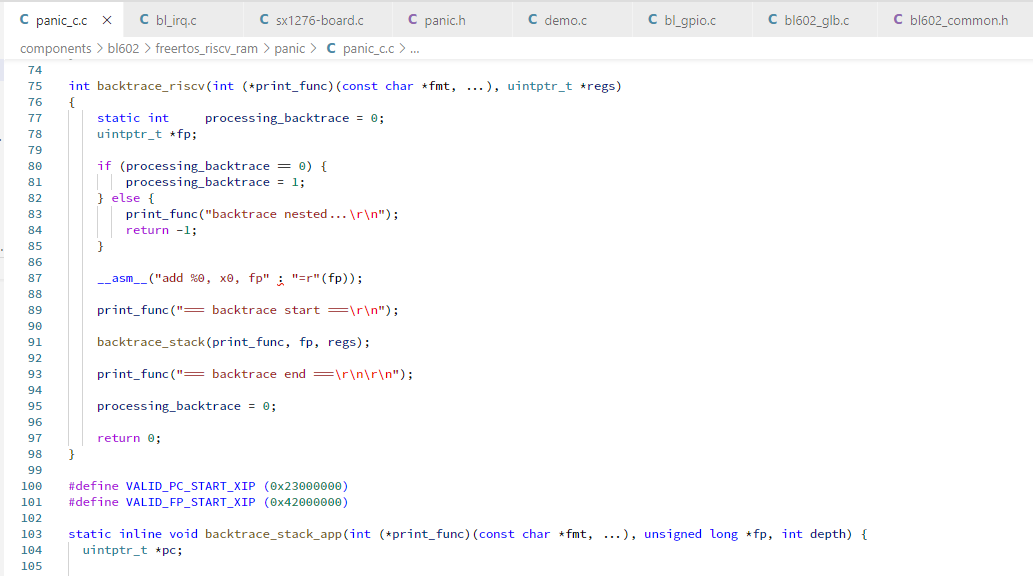 C panic_c.c × C bl_irq.c C sx1276-board.c C panic.h C demo.c C bl_gpio.c C bl602_glb.c C bl602_common.h
components > bl602 > freertos_riscv_ram > panic > C panic_c.c > ...
74
75 int backtrace_riscv(int (*print_func)(const char *fmt, ...), uintptr_t *regs)
76 {
77 static int     processing_backtrace = 0;
78 uintptr_t *fp;
79
80 if (processing_backtrace == 0) {
81 processing_backtrace = 1;
82 } else {
83 print_func("backtrace nested...\r\n");
84 return -1;
85 }
86
87 __asm__("add %0, x0, fp" : "=r"(fp));
88
89 print_func("=== backtrace start ===\r\n");
90
91 backtrace_stack(print_func, fp, regs);
92
93 print_func("=== backtrace end ===\r\n\r\n");
94
95 processing_backtrace = 0;
96
97 return 0;
98 }
99
100 #define VALID_PC_START_XIP (0x23000000)
101 #define VALID_FP_START_XIP (0x42000000)
102
103 static inline void backtrace_stack_app(int (*print_func)(const char *fmt, ...), unsigned long *fp, int depth) {
104 uintptr_t *pc;
105